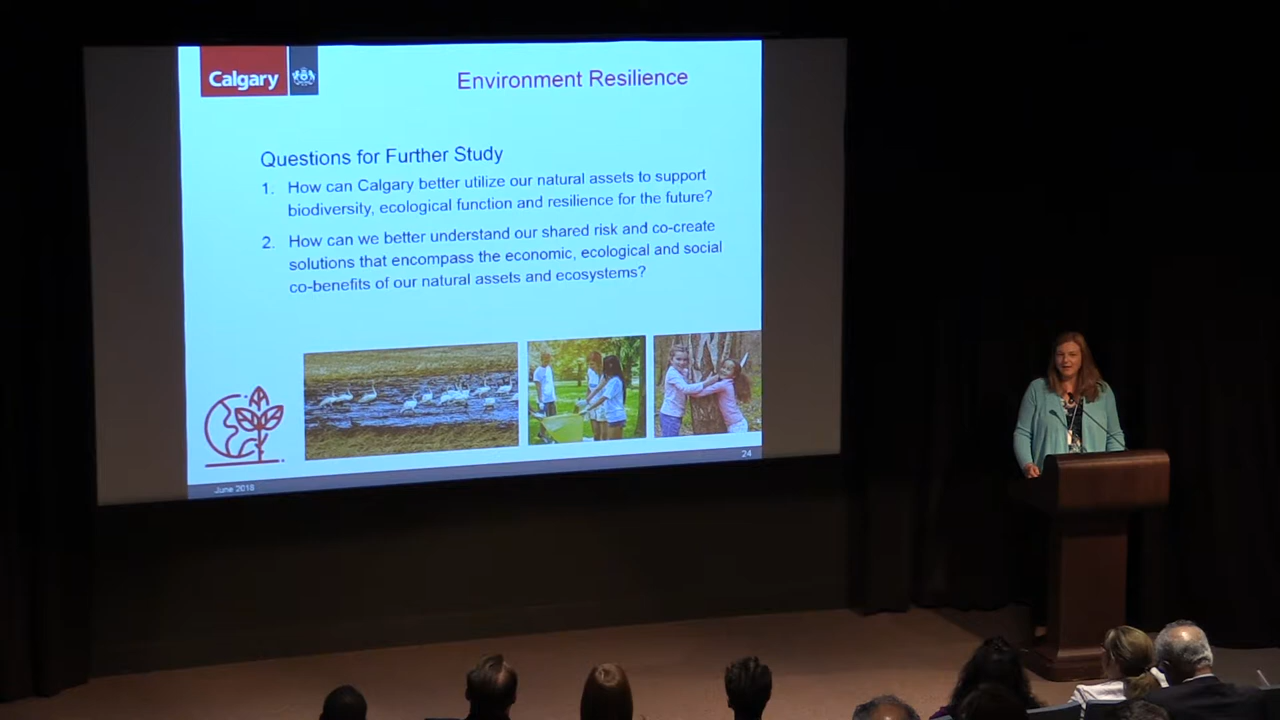 Calgary
Environment Resilience
Questions for Further Study
1. How can Calgary better utilize our natural assets to support
biodiversity, ecological function and resilience for the future?
2. How can we better understand our shared risk and co-create
solutions that encompass the economic, ecological and social
co-benefits of our natural assets and ecosystems?
24
June 2018